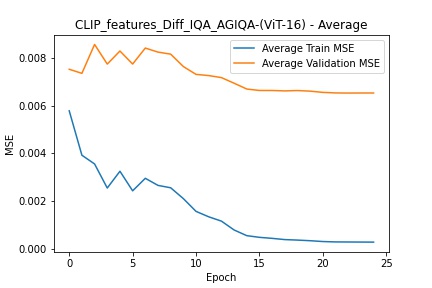 CLIP_features_Diff_IQA_AGIQA-(ViT-16) - Average
Average Train MSE
Average Validation MSE
MSE
0.008
0.006
0.004
0.002
0.000
0 5 10 15 20 25
Epoch